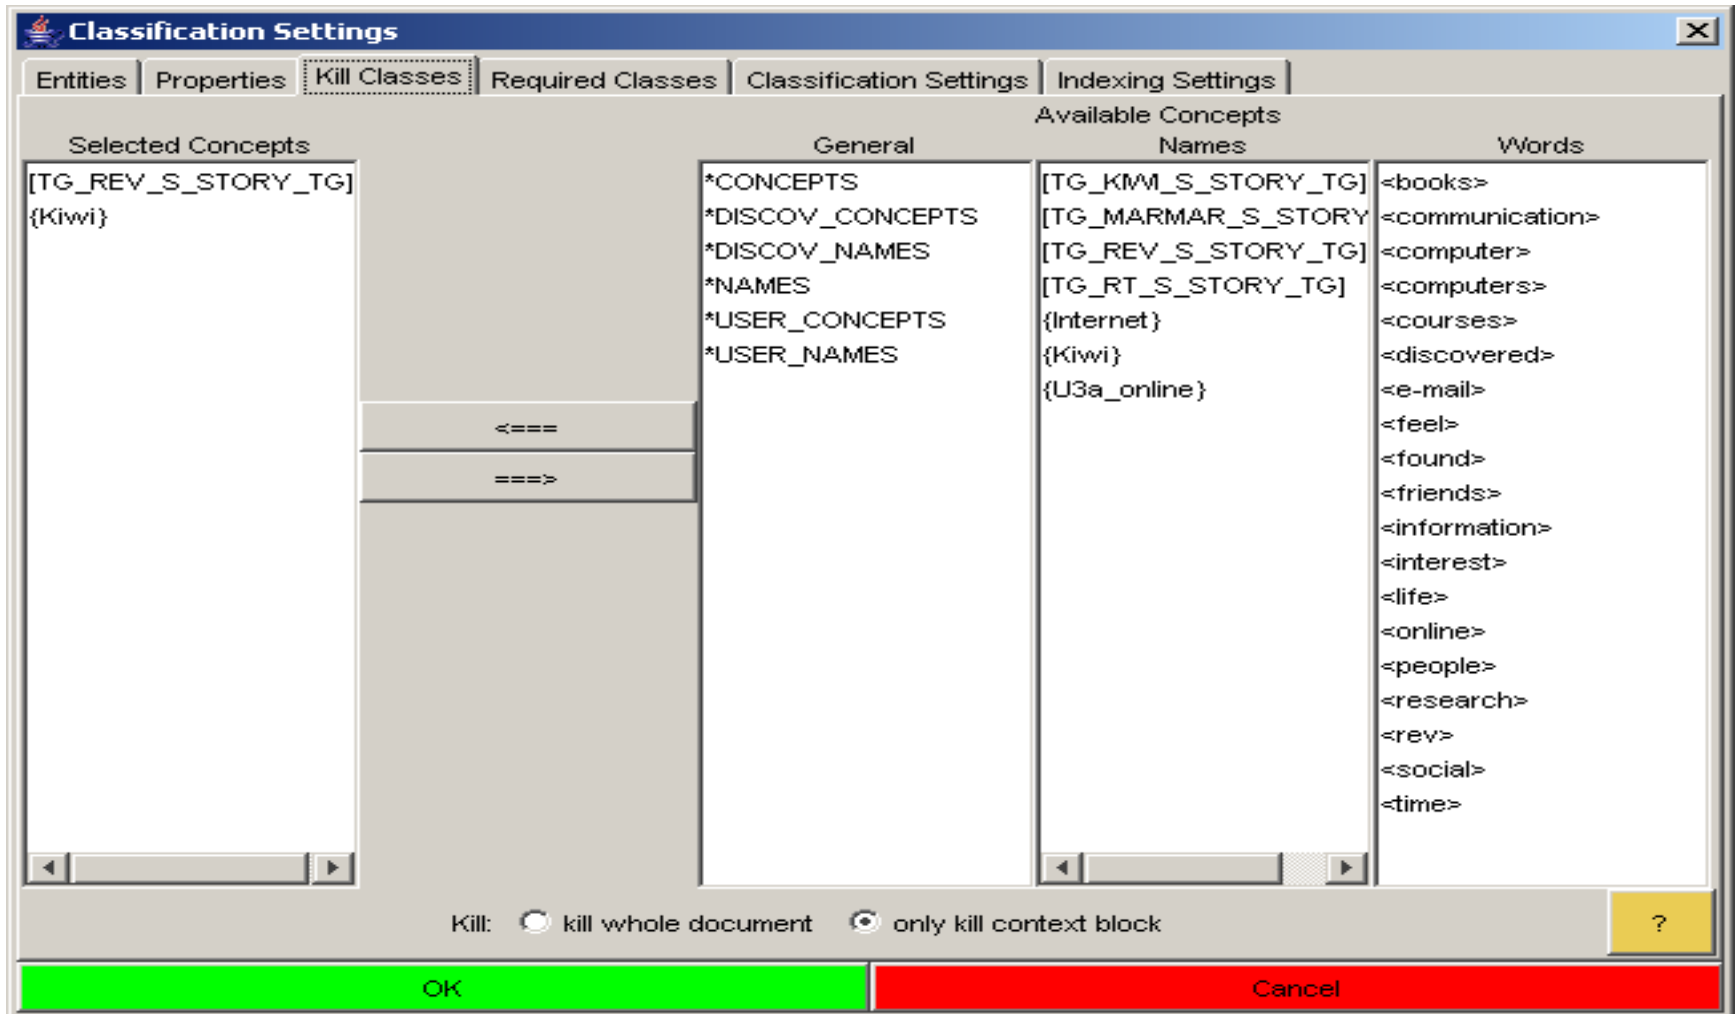 Classification Settings
Entities Properties Kill Classes Required Classes Classification Settings Indexing Settings
Available Concepts
Selected Concepts General Names Words
[TG_REV_S_STORY_TG]
{Kiwi}
*CONCEPTS
*DISCOV_CONCEPTS
*DISCOV_NAMES
*NAMES
*USER_CONCEPTS
*USER_NAMES
[TG_KIWI_S_STORY_TG]
[TG_MARMAR_S_STORY
[TG_REV_S_STORY_TG]
[TG_RT_S_STORY_TG]
{Internet}
{Kiwi}
{U3a_online}
<books>
<communication>
<computer>
<computers>
<courses>
<discovered>
<e-mail>
<feel>
<found>
<friends>
<information>
<interest>
<life>
<online>
<people>
<research>
<rev>
<social>
<time>
<===
===>
Kill: kill whole document only kill context block ?
OK Cancel